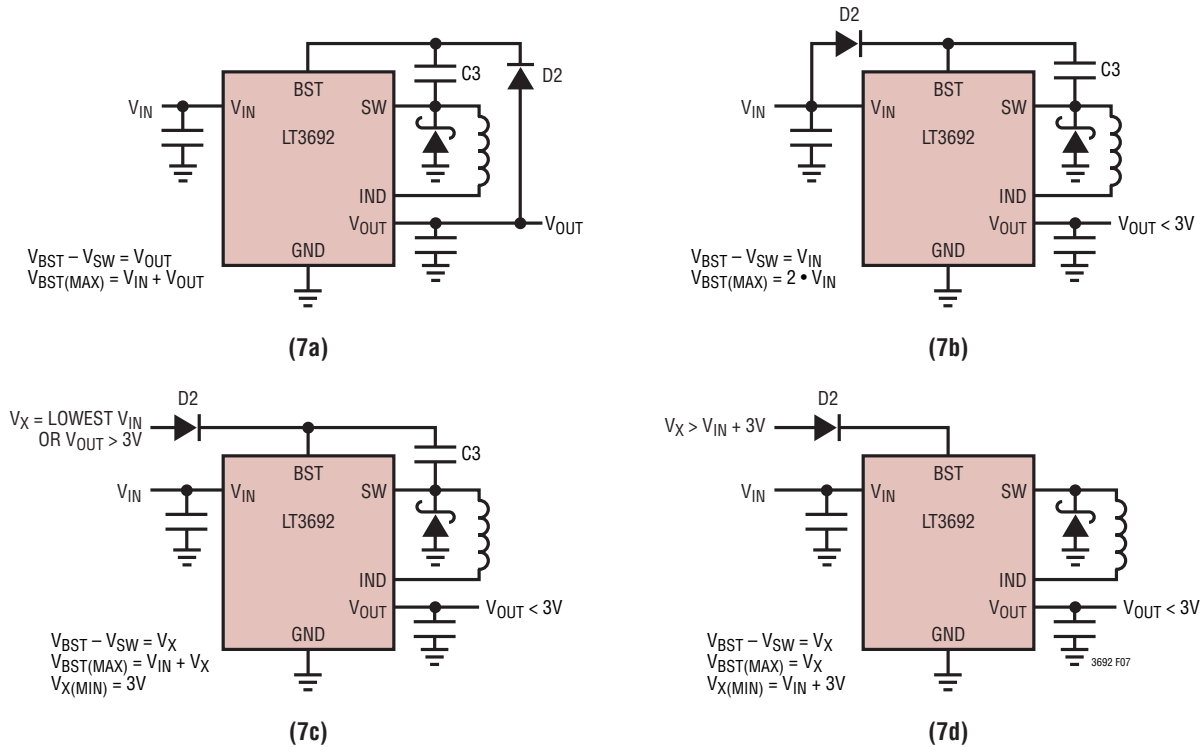 D2
C3
BST
V_IN
V_IN
SW
LT3692
IND
V_OUT
V_OUT
GND
V_BST – V_SW = V_OUT
V_BST(MAX) = V_IN + V_OUT
(7a)
D2
C3
BST
V_IN
V_IN
SW
LT3692
IND
V_OUT
V_OUT < 3V
GND
V_BST – V_SW = V_IN
V_BST(MAX) = 2 • V_IN
(7b)
D2
V_X = LOWEST V_IN
OR V_OUT > 3V
C3
BST
V_IN
V_IN
SW
LT3692
IND
V_OUT
V_OUT < 3V
GND
V_BST – V_SW = V_X
V_BST(MAX) = V_IN + V_X
V_X(MIN) = 3V
(7c)
D2
V_X > V_IN + 3V
BST
V_IN
V_IN
SW
LT3692
IND
V_OUT
V_OUT < 3V
GND
V_BST – V_SW = V_X
V_BST(MAX) = V_X
V_X(MIN) = V_IN + 3V
3692 F07
(7d)